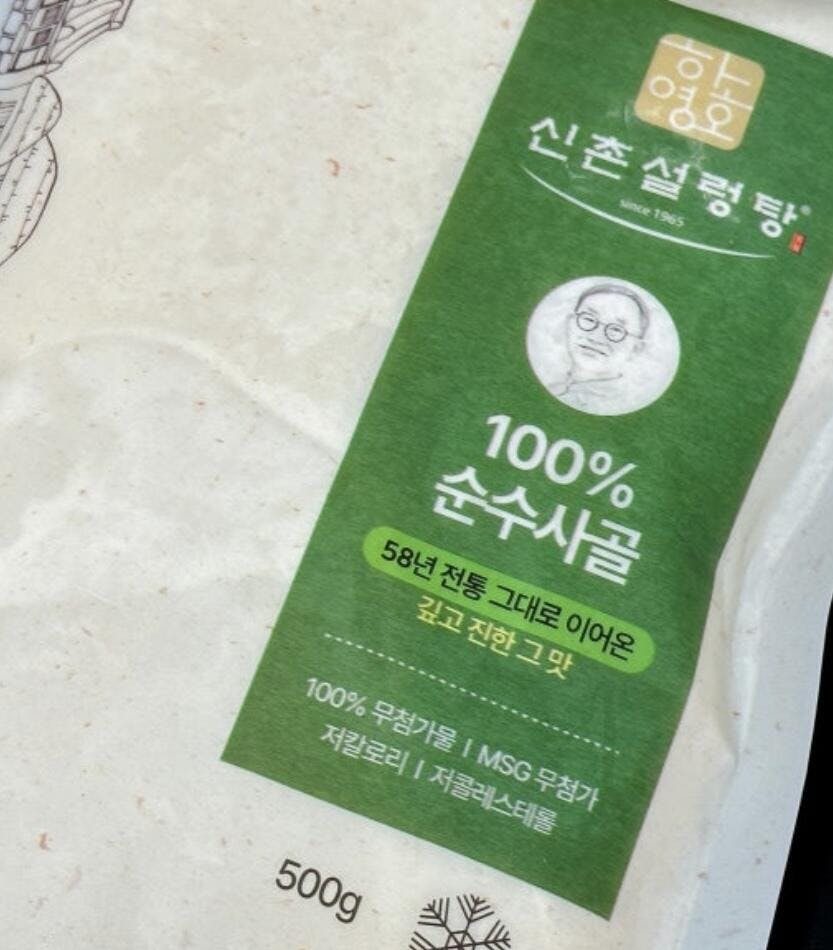 하
영호
신촌설렁탕®
since 1965
100%
순수사골
58년 전통 그대로 이어온
깊고 진한 그 맛
100% 무첨가물 | MSG 무첨가
저칼로리 | 저콜레스테롤
500g